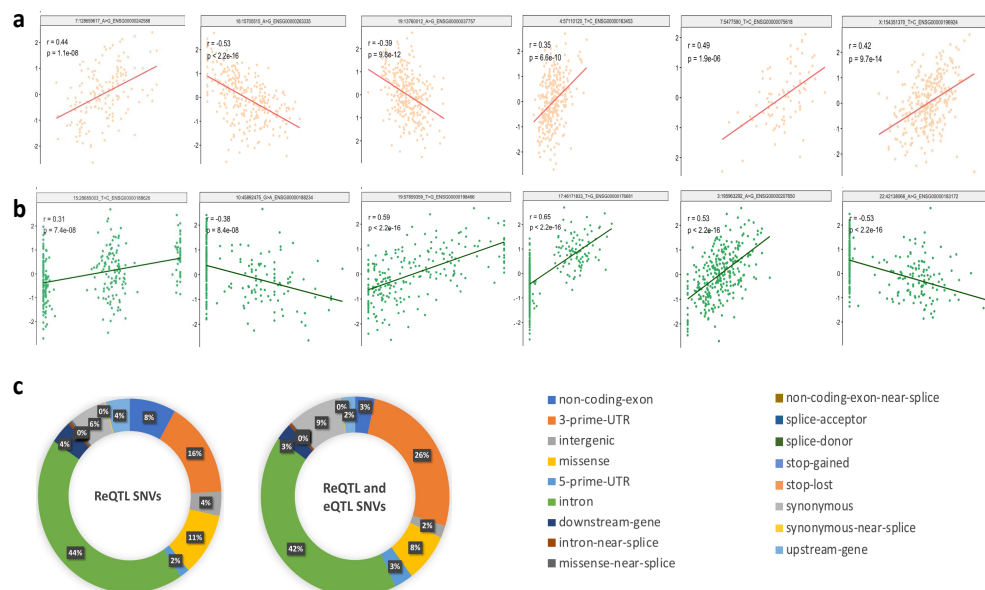 a
7:128659617_A>G_ENSG00000242588
19:13760012_A>G_ENSG00000037757
4:57110120_T>C_ENSG00000163453
7:5477580_T>C_ENSG00000075618
X:154351370_T>C_ENSG00000196924
r = 0.44
p = 1.1e-08
r = -0.53
p < 2.2e-16
r = -0.39
p = 9.8e-12
r = 0.35
p = 6.6e-10
r = 0.49
p = 1.9e-06
r = 0.42
p = 9.7e-14
b
r = 0.31
p = 7.4e-08
r = -0.38
p = 8.4e-08
r = 0.59
p < 2.2e-16
r = 0.65
p < 2.2e-16
r = 0.53
p < 2.2e-16
r = -0.53
p < 2.2e-16
c
ReQTL SNVs
8%
16%
4%
11%
2%
44%
4%
0%
6%
0%
4%
ReQTL and
eQTL SNVs
3%
26%
2%
8%
3%
42%
3%
0%
9%
0%
2%
non-coding-exon
3-prime-UTR
intergenic
missense
5-prime-UTR
intron
downstream-gene
intron-near-splice
missense-near-splice
non-coding-exon-near-splice
splice-acceptor
splice-donor
stop-gained
stop-lost
synonymous
synonymous-near-splice
upstream-gene